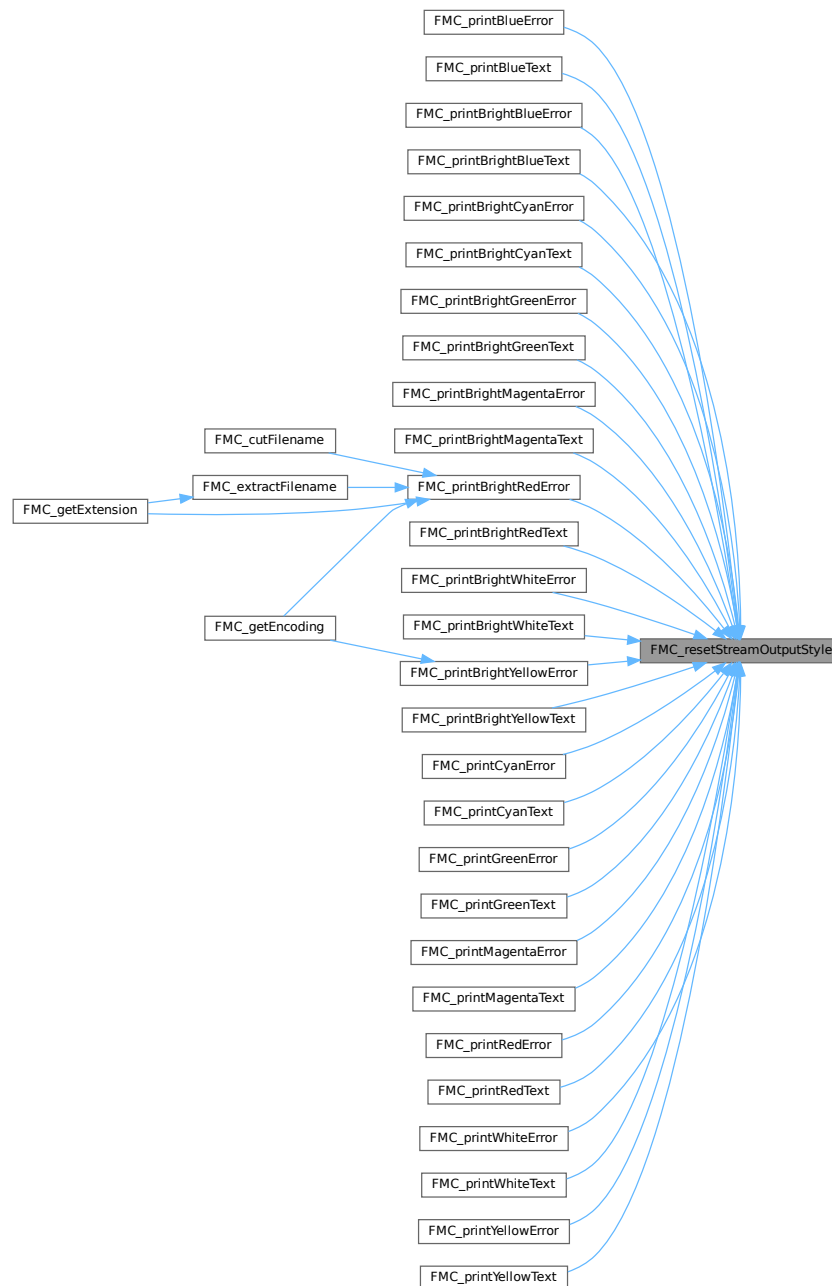 FMC_printBlueError
FMC_printBlueText
FMC_printBrightBlueError
FMC_printBrightBlueText
FMC_printBrightCyanError
FMC_printBrightCyanText
FMC_printBrightGreenError
FMC_printBrightGreenText
FMC_printBrightMagentaError
FMC_printBrightMagentaText
FMC_cutFilename
FMC_extractFilename
FMC_printBrightRedError
FMC_getExtension
FMC_printBrightRedText
FMC_printBrightWhiteError
FMC_getEncoding
FMC_printBrightWhiteText
FMC_resetStreamOutputStyle
FMC_printBrightYellowError
FMC_printBrightYellowText
FMC_printCyanError
FMC_printCyanText
FMC_printGreenError
FMC_printGreenText
FMC_printMagentaError
FMC_printMagentaText
FMC_printRedError
FMC_printRedText
FMC_printWhiteError
FMC_printWhiteText
FMC_printYellowError
FMC_printYellowText